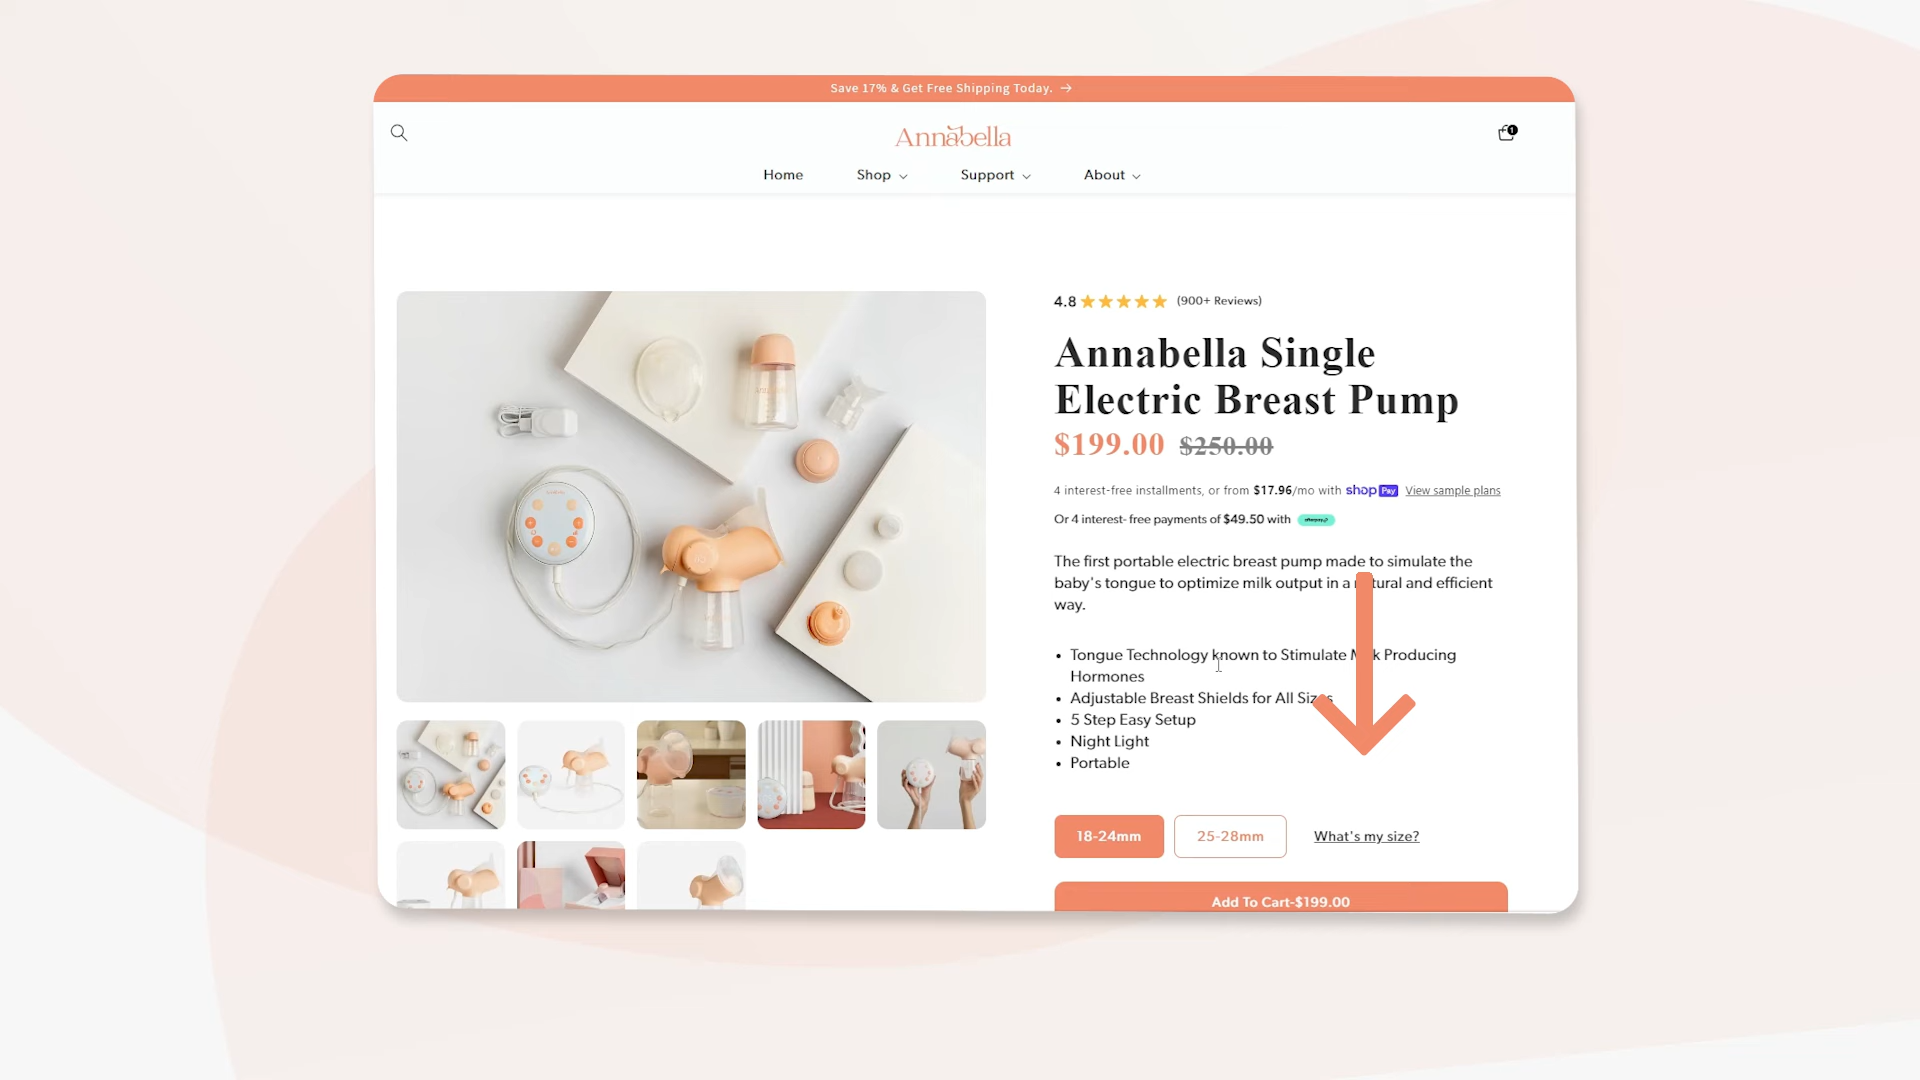 Save 17% & Get Free Shipping Today. →
Annabella
1
Home
Shop
Support
About
4.8
(900+ Reviews)
Annabella Single
Electric Breast Pump
$199.00 $250.00
4 interest-free installments, or from $17.96/mo with shop Pay View sample plans
Or 4 interest- free payments of $49.50 with afterpay
The first portable electric breast pump made to simulate the
baby's tongue to optimize milk output in a natural and efficient
way.
• Tongue Technology known to Stimulate Milk Producing
Hormones
• Adjustable Breast Shields for All Sizes
• 5 Step Easy Setup
• Night Light
• Portable
18-24mm
25-28mm
What's my size?
Add To Cart-$199.00